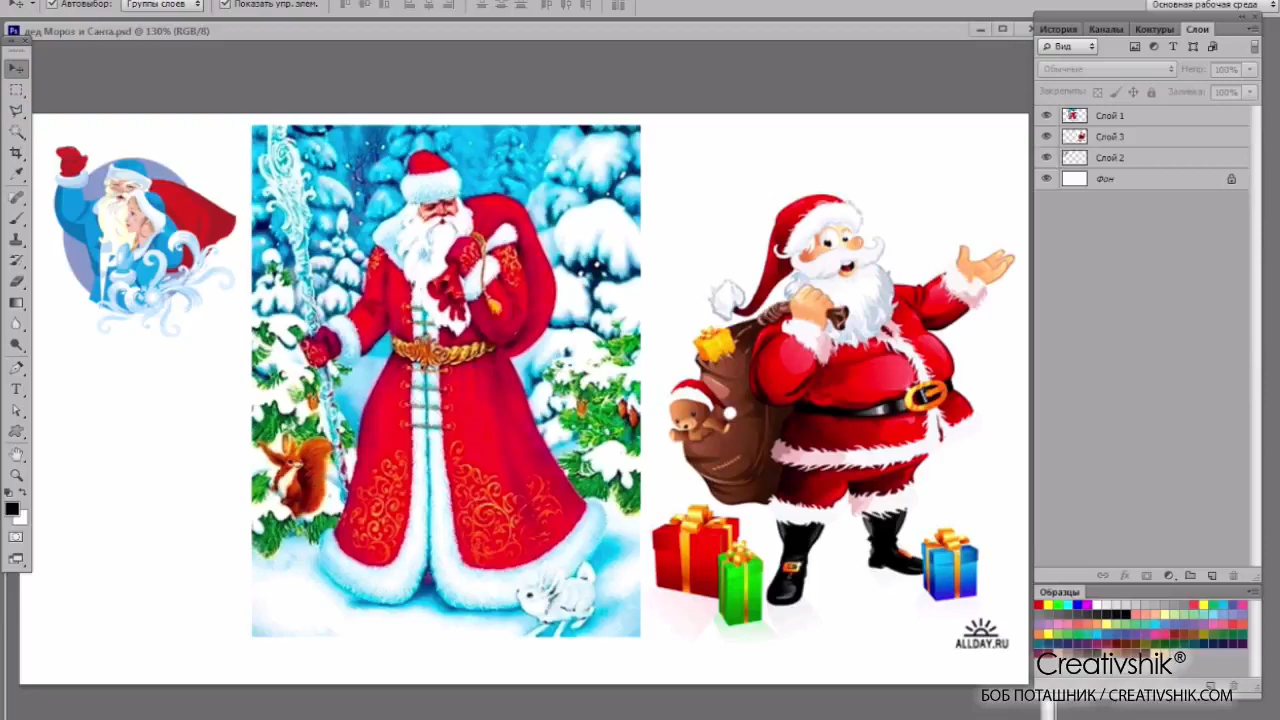 Автовыбор: Группы слоев Показать упр. элем. Основная рабочая среда
Ps дед Мороз и Санта.psd @ 130% (RGB/8)
История Каналы Контуры Слои
Вид
Обычные Непр: 100%
Закрепить: Заливка: 100%
Слой 1
Слой 3
Слой 2
Фон
fx
Образцы
ALLDAY.RU
Creativshik®
БОБ ПОТАШНИК / CREATIVSHIK.COM